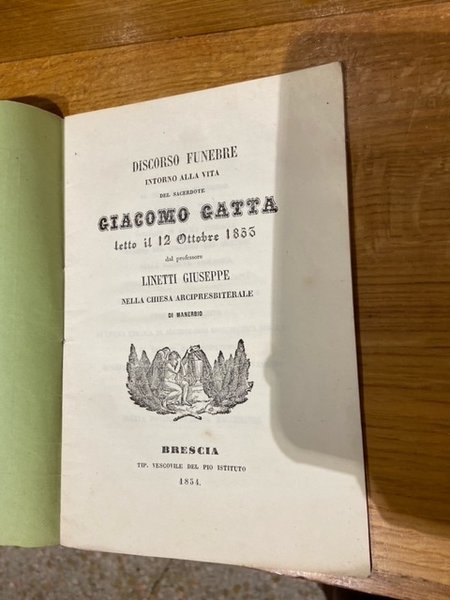 DISCORSO FUNEBRE
INTORNO ALLA VITA
DEL SACERDOTE
GIACOMO GATTA
letto il 12 Ottobre 1853
dal professore
LINETTI GIUSEPPE
NELLA CHIESA ARCIPRESBITERALE
DI MANERBIO
BRESCIA
TIP. VESCOVILE DEL PIO ISTITUTO
1854.